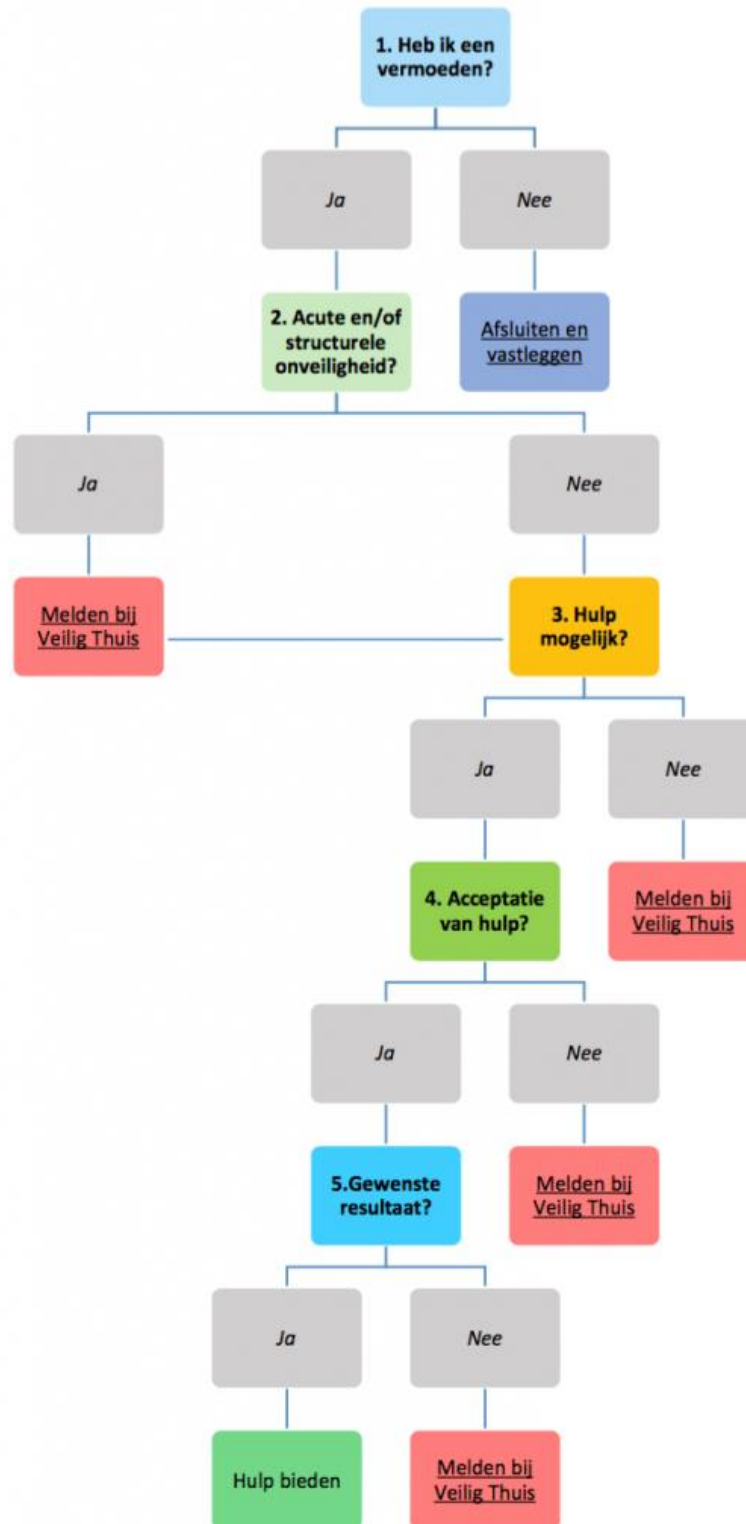 1. Heb ik een
vermoeden?
Ja
Nee
2. Acute en/of
structurele
onveiligheid?
Afsluiten en
vastleggen
Ja
Nee
Melden bij
Veilig Thuis
3. Hulp
mogelijk?
Ja
Nee
4. Acceptatie
van hulp?
Melden bij
Veilig Thuis
Ja
Nee
5.Gewenste
resultaat?
Melden bij
Veilig Thuis
Ja
Nee
Hulp bieden
Melden bij
Veilig Thuis